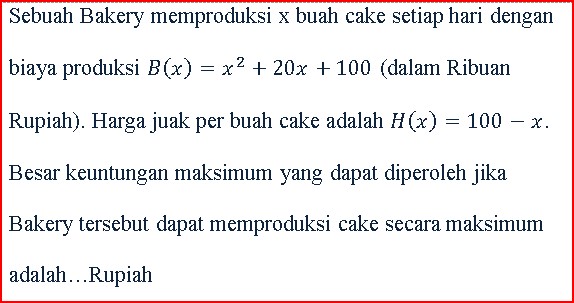 Sebuah Bakery memproduksi x buah cake setiap hari dengan
biaya produksi B(x) = x² + 20x + 100 (dalam Ribuan
Rupiah). Harga juak per buah cake adalah H(x) = 100 − x.
Besar keuntungan maksimum yang dapat diperoleh jika
Bakery tersebut dapat memproduksi cake secara maksimum
adalah…Rupiah